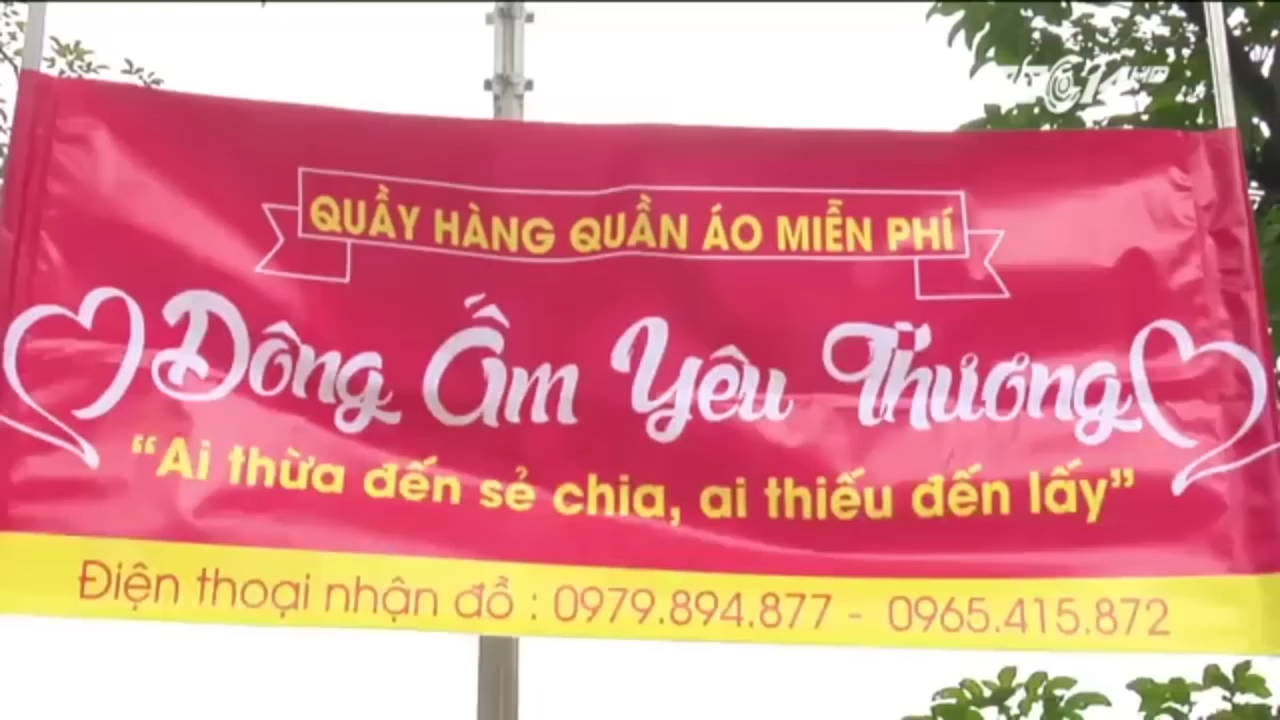 QUẦY HÀNG QUẦN ÁO MIỄN PHÍ
Đông Ấm Yêu Thương
“Ai thừa đến sẻ chia, ai thiếu đến lấy”
Điện thoại nhận đồ : 0979.894.877 - 0965.415.872